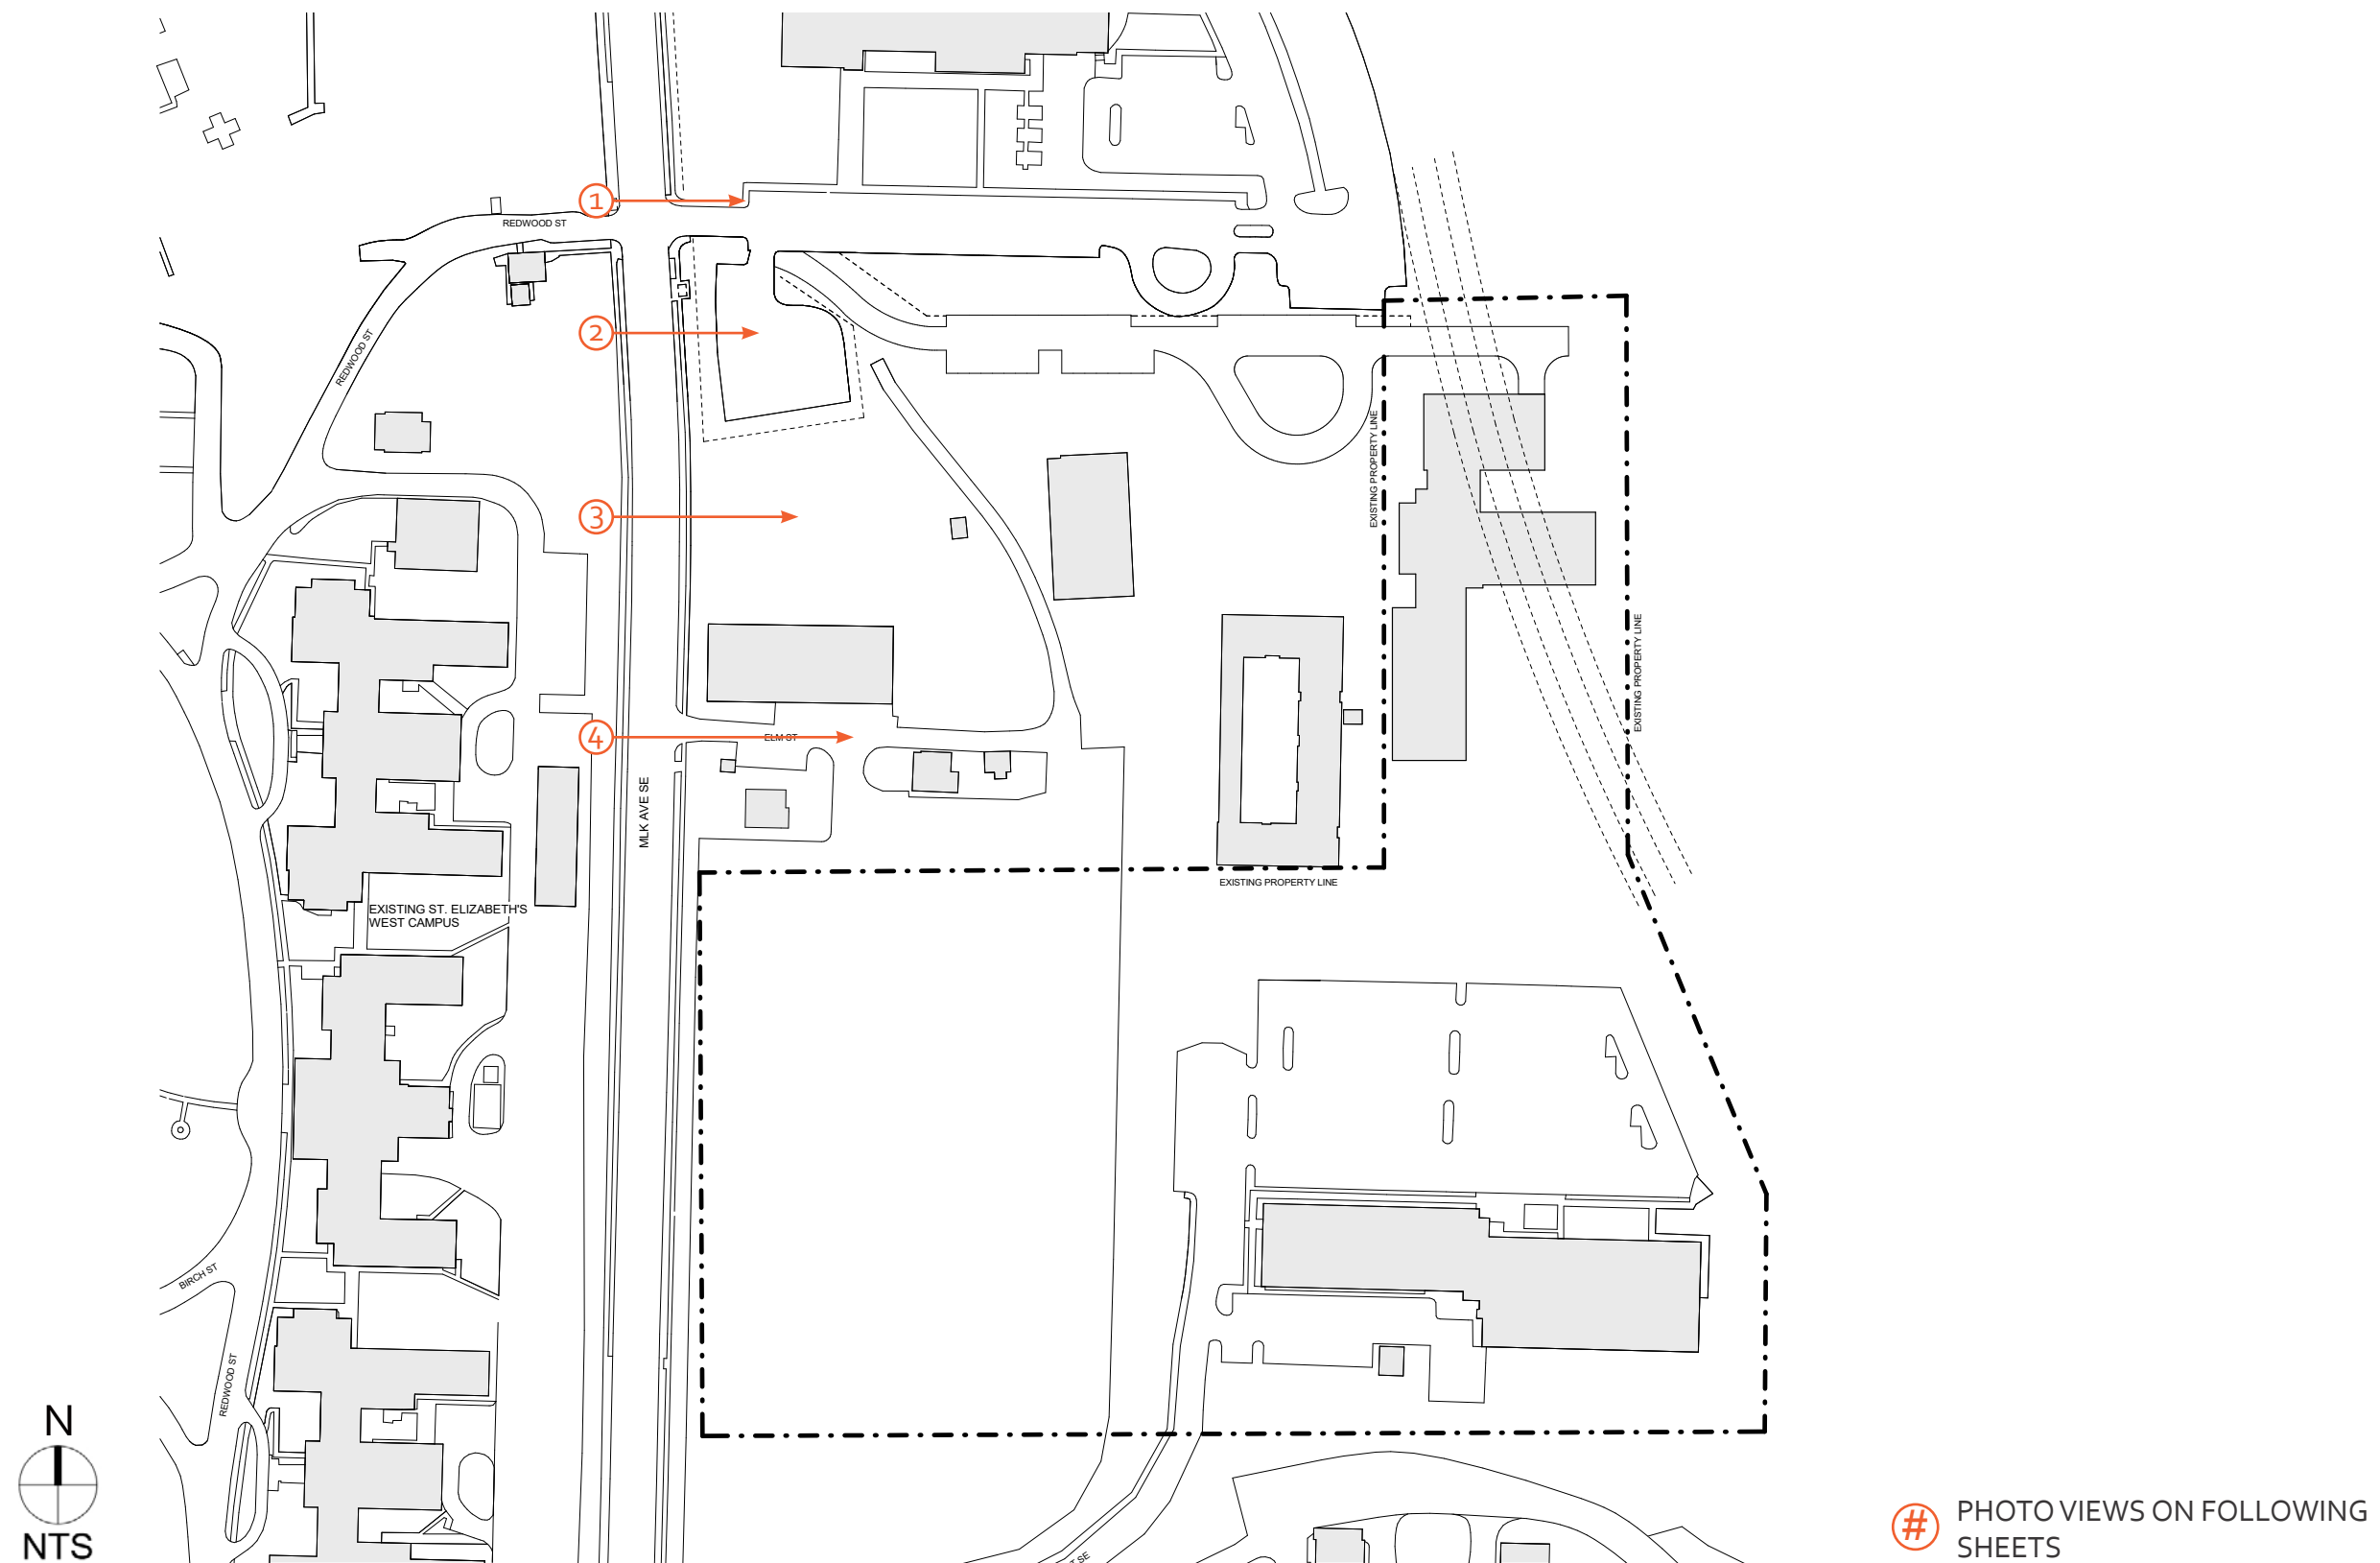 1
REDWOOD ST
2
REDWOOD ST
EXISTING PROPERTY LINE
3
EXISTING PROPERTY LINE
4
ELM ST
MLK AVE SE
EXISTING PROPERTY LINE
EXISTING ST. ELIZABETH'S
WEST CAMPUS
BIRCH ST
REDWOOD ST
N
NTS
# PHOTO VIEWS ON FOLLOWING
SHEETS